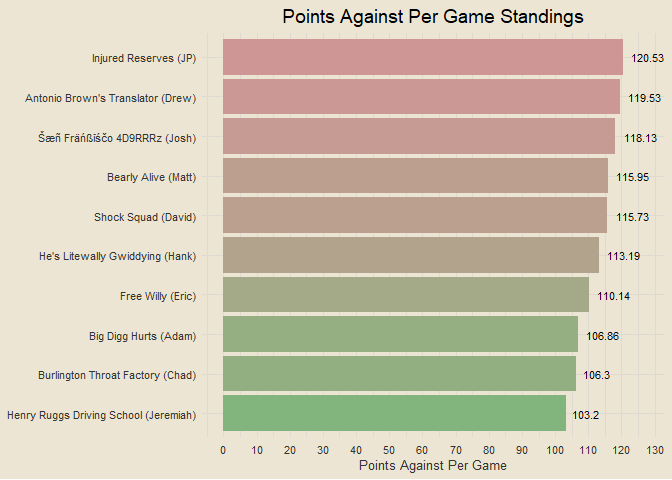 Points Against Per Game Standings
Injured Reserves (JP)
120.53
Antonio Brown's Translator (Drew)
119.53
Šæñ Fráńßïščo 4D9RRRz (Josh)
118.13
Bearly Alive (Matt)
115.95
Shock Squad (David)
115.73
He's Litewally Gwiddying (Hank)
113.19
Free Willy (Eric)
110.14
Big Digg Hurts (Adam)
106.86
Burlington Throat Factory (Chad)
106.3
Henry Ruggs Driving School (Jeremiah)
103.2
0 10 20 30 40 50 60 70 80 90 100 110 120 130
Points Against Per Game